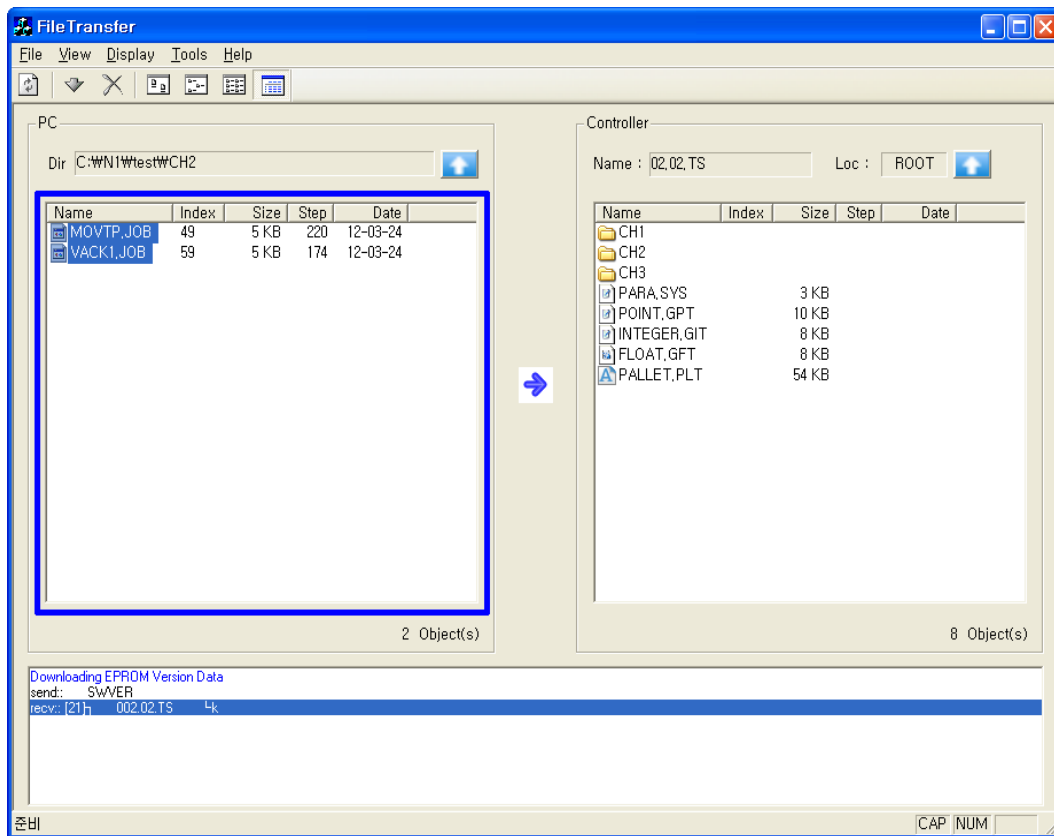 FileTransfer
File View Display Tools Help
PC
Dir C:₩N1₩test₩CH2
Name Index Size Step Date
MOVTP,JOB 49 5 KB 220 12-03-24
VACK1,JOB 59 5 KB 174 12-03-24
2 Object(s)
Controller
Name : 02,02,TS Loc : ROOT
Name Index Size Step Date
CH1
CH2
CH3
PARA,SYS 3 KB
POINT,GPT 10 KB
INTEGER,GIT 8 KB
FLOAT,GFT 8 KB
PALLET,PLT 54 KB
8 Object(s)
Downloading EPROM Version Data
send:: SWVER
recv:: [21]┐ 002.02.TS └k
준비
CAP NUM